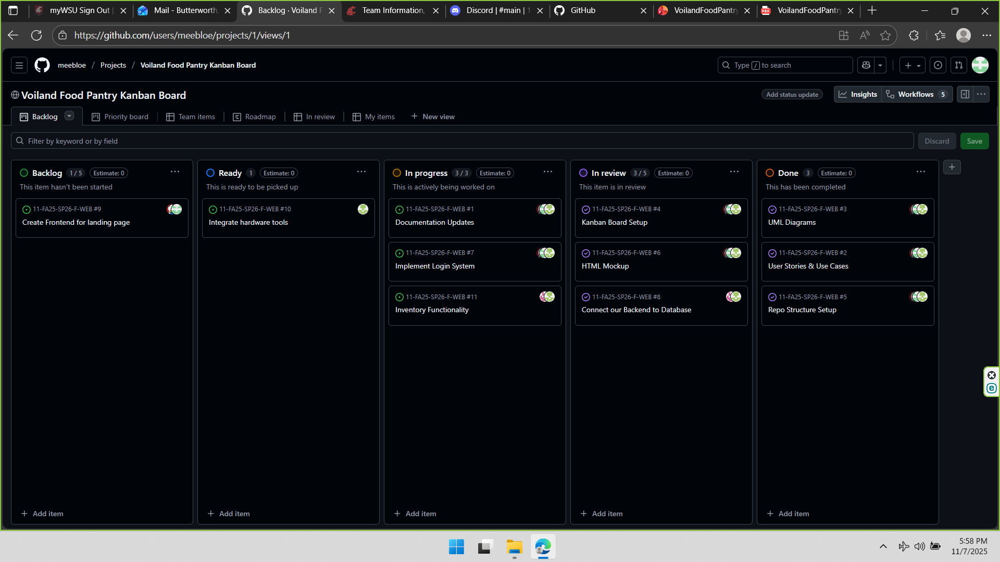 myWSU Sign Out |
Mail - Butterworth,
Backlog · Voiland F
Team Information,
Discord | #main | 1
GitHub
VoilandFoodPantry
VoilandFoodPantry
https://github.com/users/meebloe/projects/1/views/1
meebloe / Projects / Voiland Food Pantry Kanban Board
Type / to search
Voiland Food Pantry Kanban Board
Add status update
Insights
Workflows 5
Backlog
Priority board
Team items
Roadmap
In review
My items
New view
Filter by keyword or by field
Discard
Save
Backlog 1 / 5 Estimate: 0
This item hasn't been started
11-FA25-SP26-F-WEB #9
Create Frontend for landing page
Add item
Ready 1 Estimate: 0
This is ready to be picked up
11-FA25-SP26-F-WEB #10
Integrate hardware tools
Add item
In progress 3 / 3 Estimate: 0
This is actively being worked on
11-FA25-SP26-F-WEB #1
Documentation Updates
11-FA25-SP26-F-WEB #7
Implement Login System
11-FA25-SP26-F-WEB #11
Inventory Functionality
Add item
In review 3 / 5 Estimate: 0
This item is in review
11-FA25-SP26-F-WEB #4
Kanban Board Setup
11-FA25-SP26-F-WEB #6
HTML Mockup
11-FA25-SP26-F-WEB #8
Connect our Backend to Database
Add item
Done 3 Estimate: 0
This has been completed
11-FA25-SP26-F-WEB #3
UML Diagrams
11-FA25-SP26-F-WEB #2
User Stories & Use Cases
11-FA25-SP26-F-WEB #5
Repo Structure Setup
Add item
5:58 PM
11/7/2025